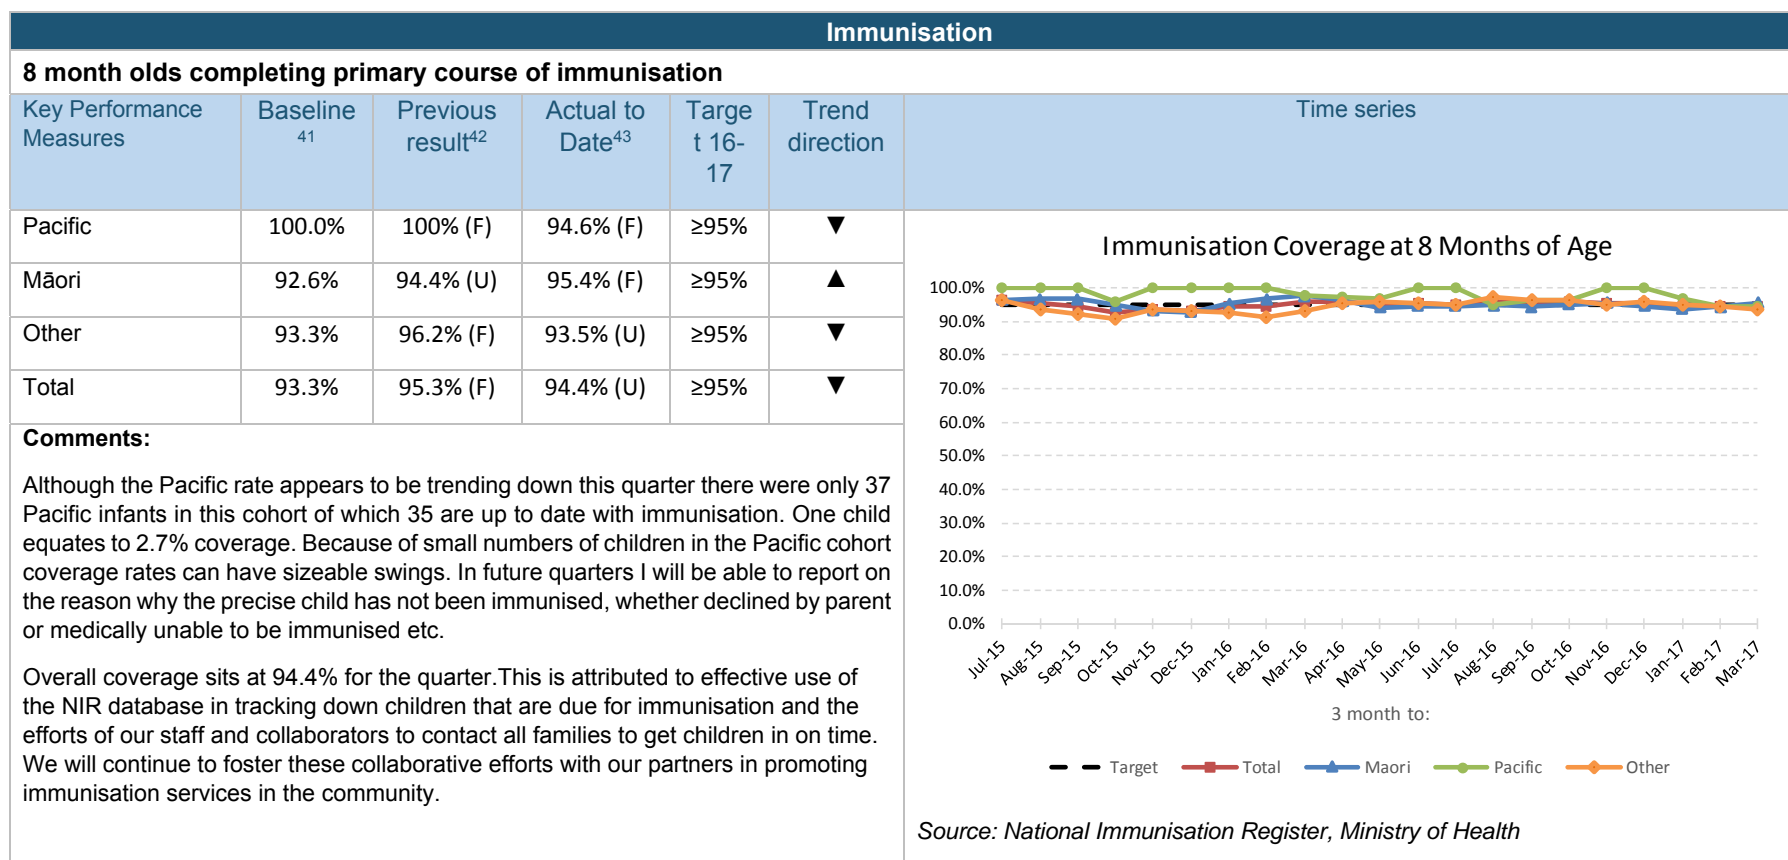 Immunisation
8 month olds completing primary course of immunisation
Key Performance Measures
Baseline 41
Previous result42
Actual to Date43
Targe t 16- 17
Trend direction
Time series
Pacific 100.0% 100% (F) 94.6% (F) ≥95% ▼
Māori 92.6% 94.4% (U) 95.4% (F) ≥95% ▲
Other 93.3% 96.2% (F) 93.5% (U) ≥95% ▼
Total 93.3% 95.3% (F) 94.4% (U) ≥95% ▼
Comments:
Although the Pacific rate appears to be trending down this quarter there were only 37
Pacific infants in this cohort of which 35 are up to date with immunisation. One child
equates to 2.7% coverage. Because of small numbers of children in the Pacific cohort
coverage rates can have sizeable swings. In future quarters I will be able to report on
the reason why the precise child has not been immunised, whether declined by parent
or medically unable to be immunised etc.
Overall coverage sits at 94.4% for the quarter.This is attributed to effective use of
the NIR database in tracking down children that are due for immunisation and the
efforts of our staff and collaborators to contact all families to get children in on time.
We will continue to foster these collaborative efforts with our partners in promoting
immunisation services in the community.
Immunisation Coverage at 8 Months of Age
100.0%
90.0%
80.0%
70.0%
60.0%
50.0%
40.0%
30.0%
20.0%
10.0%
0.0%
Jul-15 Aug-15 Sep-15 Oct-15 Nov-15 Dec-15 Jan-16 Feb-16 Mar-16 Apr-16 May-16 Jun-16 Jul-16 Aug-16 Sep-16 Oct-16 Nov-16 Dec-16 Jan-17 Feb-17 Mar-17
3 month to:
Target Total Maori Pacific Other
Source: National Immunisation Register, Ministry of Health